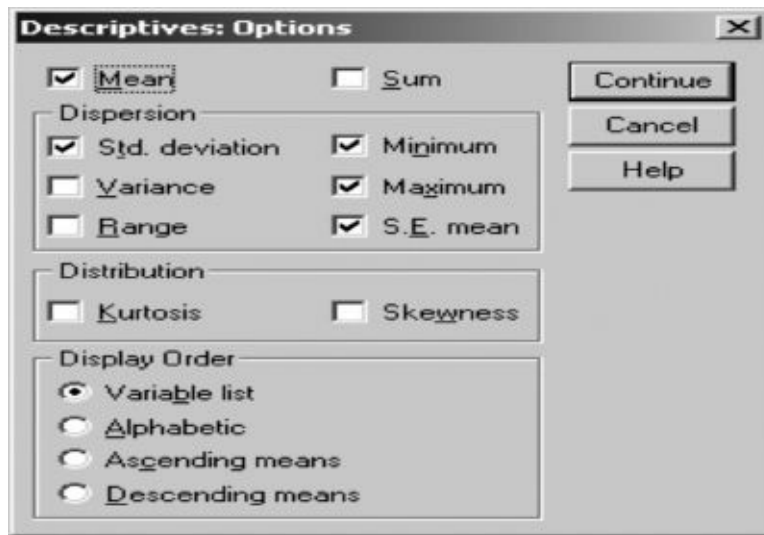 Descriptives: Options
Mean Sum Continue
Dispersion Cancel
Std. deviation Minimum
Variance Maximum Help
Range S.E. mean
Distribution
Kurtosis Skewness
Display Order
Variable list
Alphabetic
Ascending means
Descending means